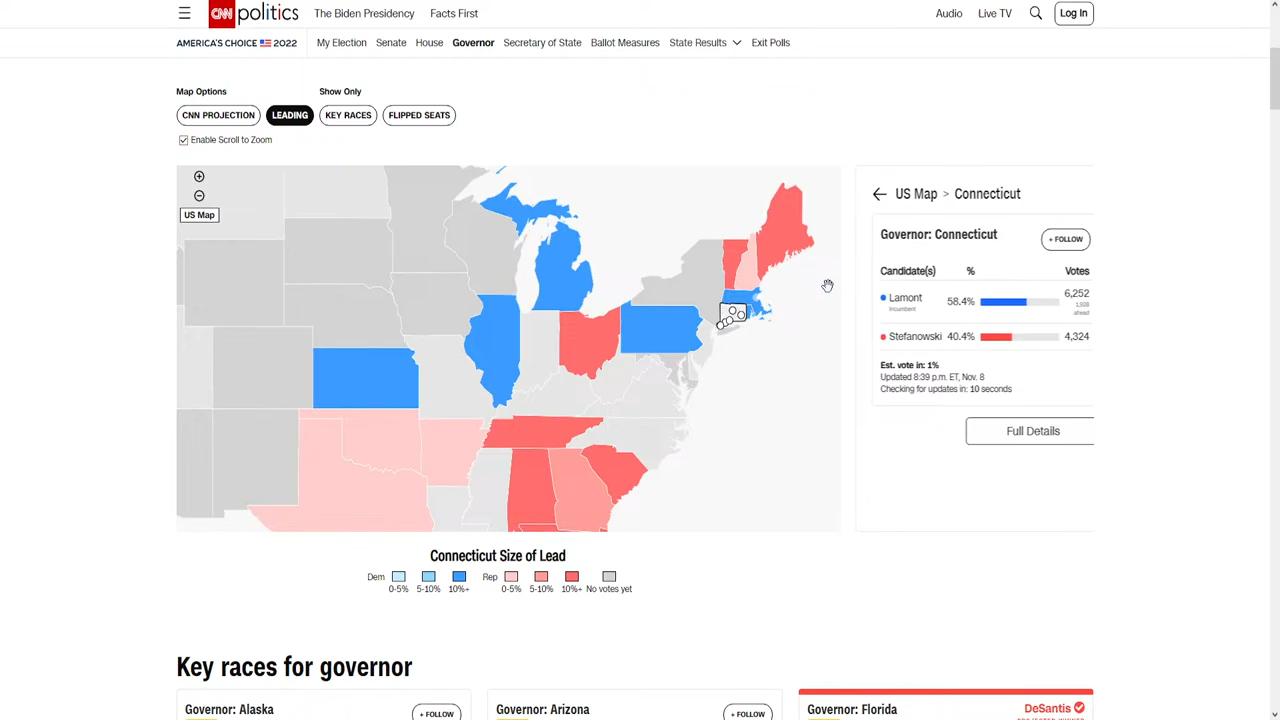 CNN politics The Biden Presidency Facts First Audio Live TV Log In
AMERICA'S CHOICE 2022 My Election Senate House Governor Secretary of State Ballot Measures State Results Exit Polls
Map Options Show Only
CNN PROJECTION LEADING KEY RACES FLIPPED SEATS
Enable Scroll to Zoom
US Map
US Map > Connecticut
Governor: Connecticut + FOLLOW
Candidate(s) % Votes
Lamont 58.4% 6,252
Incumbent 1,928 ahead
Stefanowski 40.4% 4,324
Est. vote in: 1%
Updated 8:39 p.m. ET, Nov. 8
Checking for updates in: 10 seconds
Full Details
Connecticut Size of Lead
Dem Rep
0-5% 5-10% 10%+ 0-5% 5-10% 10%+ No votes yet
Key races for governor
Governor: Alaska + FOLLOW
Governor: Arizona + FOLLOW
Governor: Florida DeSantis
PROJECTED WINNER